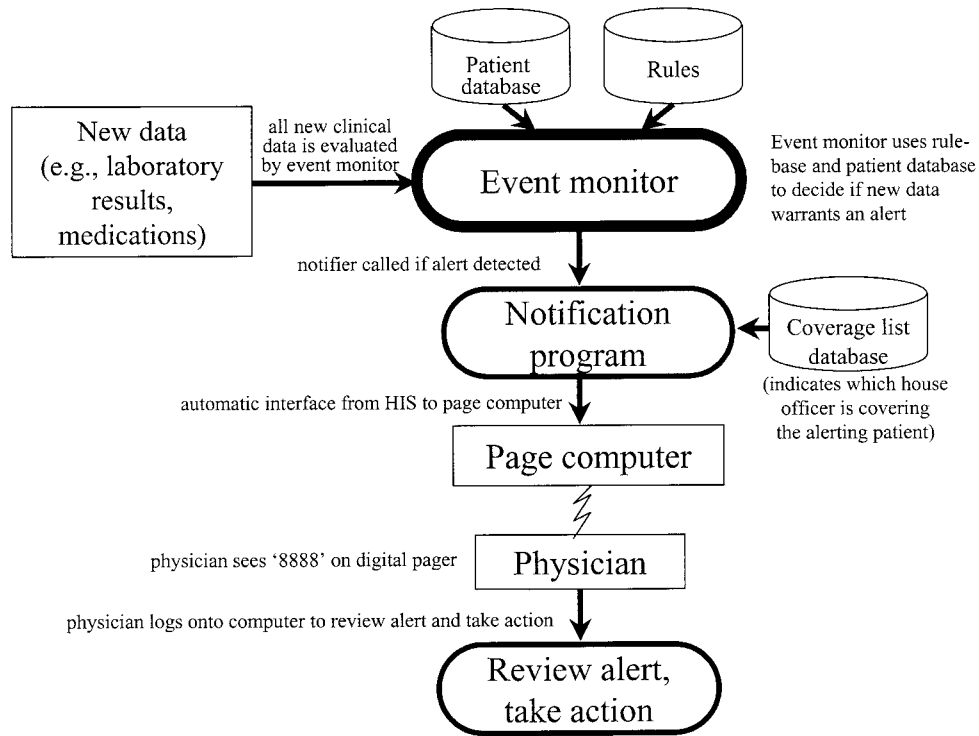 Patient
database
Rules
New data
(e.g., laboratory
results,
medications)
all new clinical
data is evaluated
by event monitor
Event monitor
Event monitor uses rule-
base and patient database
to decide if new data
warrants an alert
notifier called if alert detected
Notification
program
Coverage list
database
(indicates which house
officer is covering
the alerting patient)
automatic interface from HIS to page computer
Page computer
physician sees ‘8888’ on digital pager
Physician
physician logs onto computer to review alert and take action
Review alert,
take action